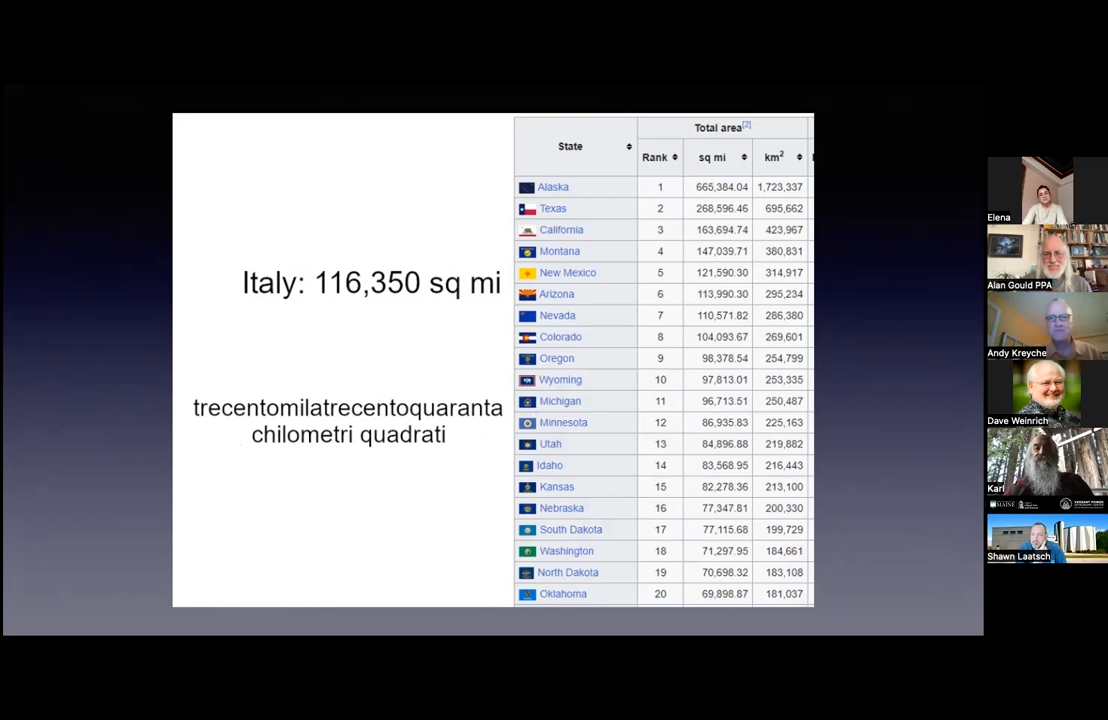 Italy: 116,350 sq mi
trecentomilatrecentoquaranta
chilometri quadrati
State Total area[2]
Rank sq mi km2
Alaska 1 665,384.04 1,723,337
Texas 2 268,596.46 695,662
California 3 163,694.74 423,967
Montana 4 147,039.71 380,831
New Mexico 5 121,590.30 314,917
Arizona 6 113,990.30 295,234
Nevada 7 110,571.82 286,380
Colorado 8 104,093.67 269,601
Oregon 9 98,378.54 254,799
Wyoming 10 97,813.01 253,335
Michigan 11 96,713.51 250,487
Minnesota 12 86,935.83 225,163
Utah 13 84,896.88 219,882
Idaho 14 83,568.95 216,443
Kansas 15 82,278.36 213,100
Nebraska 16 77,347.81 200,330
South Dakota 17 77,115.68 199,729
Washington 18 71,297.95 184,661
North Dakota 19 70,698.32 183,108
Oklahoma 20 69,898.87 181,037
Elena
Alan Gould PPA
Andy Kreyche
Dave Weinrich
Karl
MAINE
Shawn Laatsch